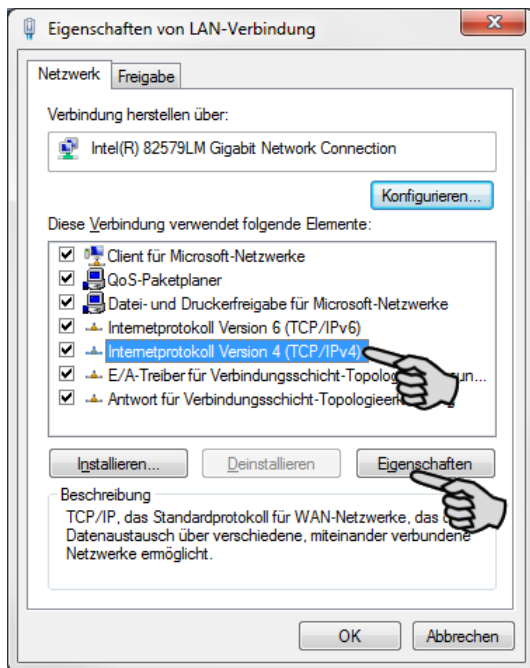 Eigenschaften von LAN-Verbindung
Netzwerk
Freigabe
Verbindung herstellen über:
Intel(R) 82579LM Gigabit Network Connection
Konfigurieren...
Diese Verbindung verwendet folgende Elemente:
Client für Microsoft-Netzwerke
QoS-Paketplaner
Datei- und Druckerfreigabe für Microsoft-Netzwerke
Internetprotokoll Version 6 (TCP/IPv6)
Internetprotokoll Version 4 (TCP/IPv4)
E/A-Treiber für Verbindungsschicht-
Antwort für Verbindungsschicht-
Installieren...
Deinstallieren
Eigenschaften
Beschreibung
TCP/IP, das Standardprotokoll für WAN-Netzwerke, das
Datenaustausch über verschiedene, miteinander verbundene
Netzwerke ermöglicht.
OK
Abbrechen